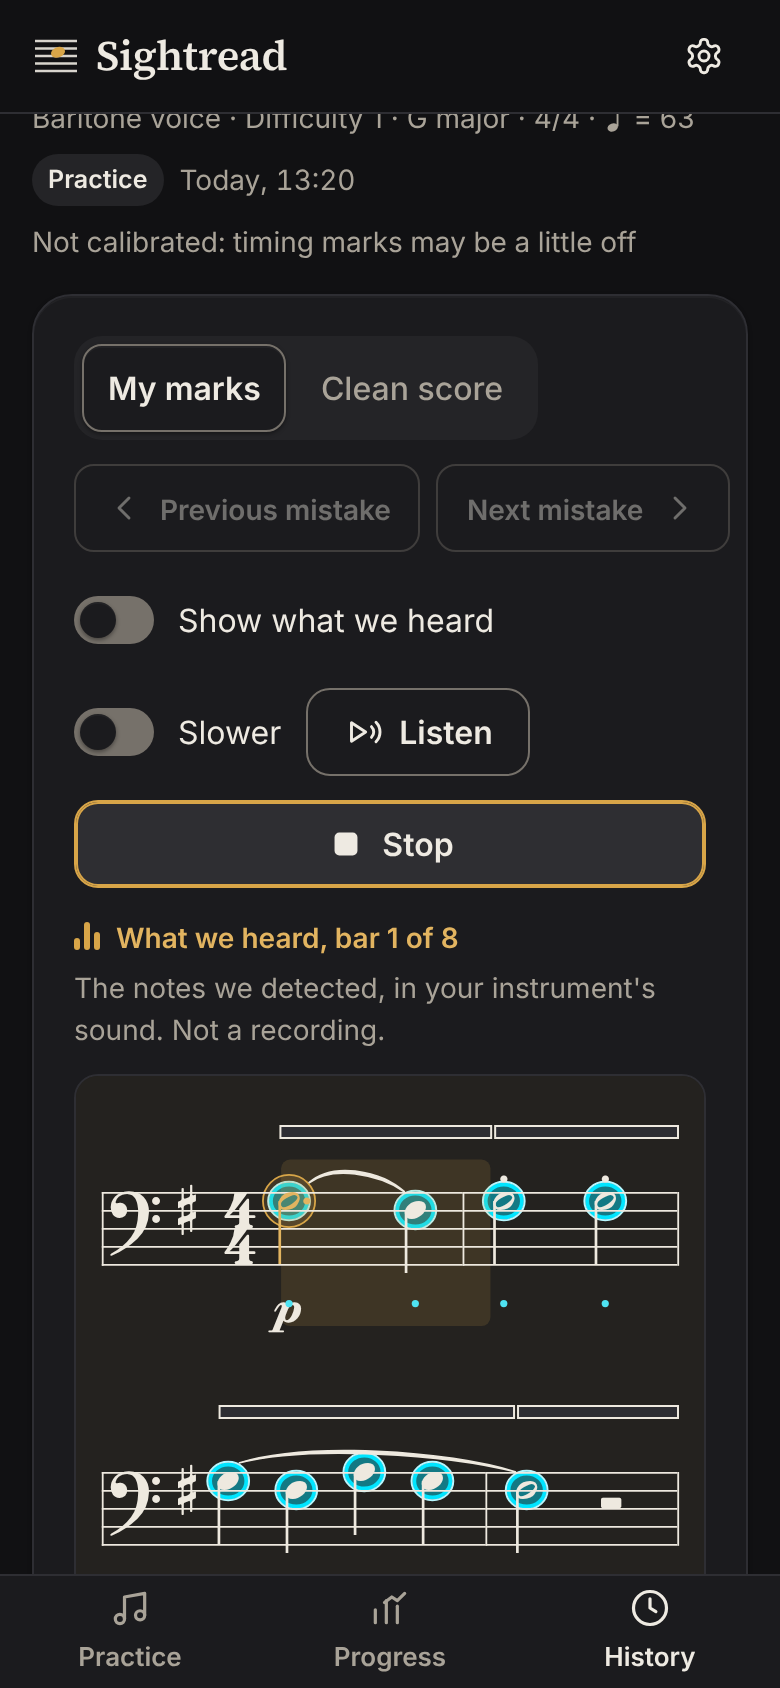 Sightread
Baritone voice · Difficulty 1 · G major · 4/4 · ♩ = 63
Practice Today, 13:20
Not calibrated: timing marks may be a little off
My marks Clean score
Previous mistake Next mistake
Show what we heard
Slower Listen
Stop
What we heard, bar 1 of 8
The notes we detected, in your instrument's
sound. Not a recording.
4
4
p
Practice Progress History